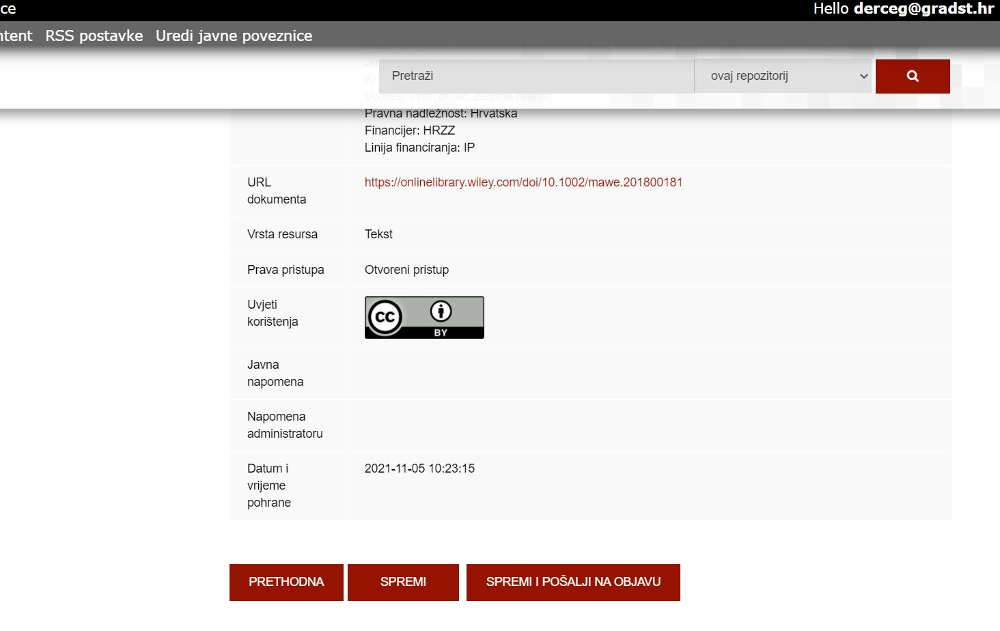 ce
Hello derceg@gradst.hr
ntent RSS postavke Uredi javne poveznice
Pretraži
ovaj repozitorij
Voditelj: Prof. dr. sc. Željana Nikolić
Pravna nadležnost: Hrvatska
Financijer: HRZZ
Linija financiranja: IP
URL
dokumenta
https://onlinelibrary.wiley.com/doi/10.1002/mawe.201800181
Vrsta resursa
Tekst
Prava pristupa
Otvoreni pristup
Uvjeti
korištenja
CC
BY
Javna
napomena
Napomena
administratoru
Datum i
vrijeme
pohrane
2021-11-05 10:23:15
PRETHODNA
SPREMI
SPREMI I POŠALJI NA OBJAVU